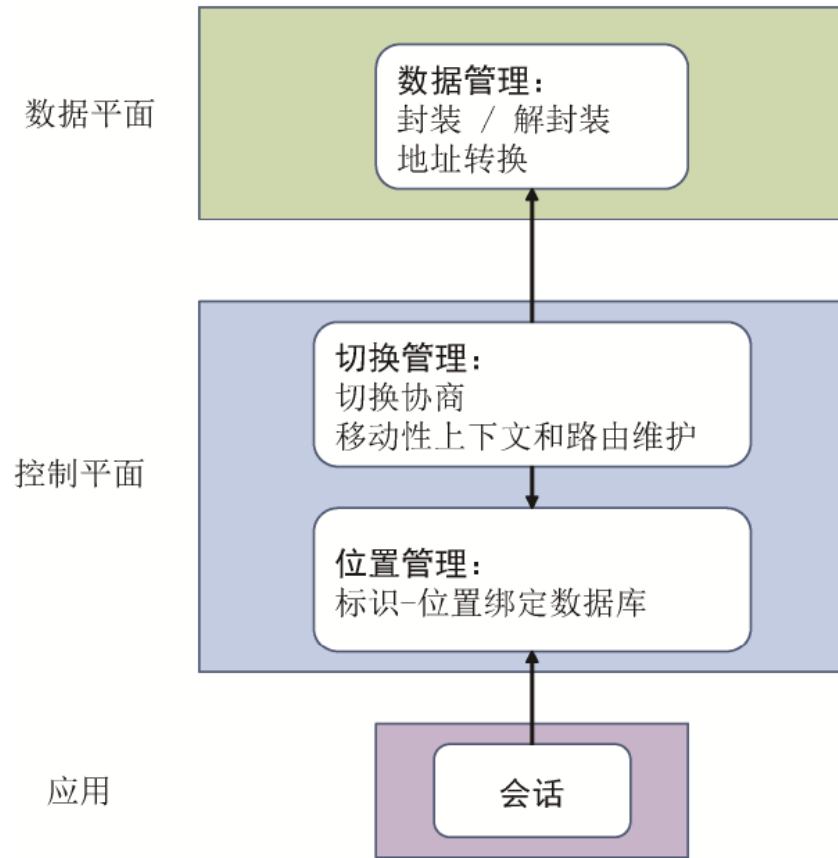 数据平面
数据管理：
封装 / 解封装
地址转换
控制平面
切换管理：
切换协商
移动性上下文和路由维护
位置管理：
标识-位置绑定数据库
应用
会话